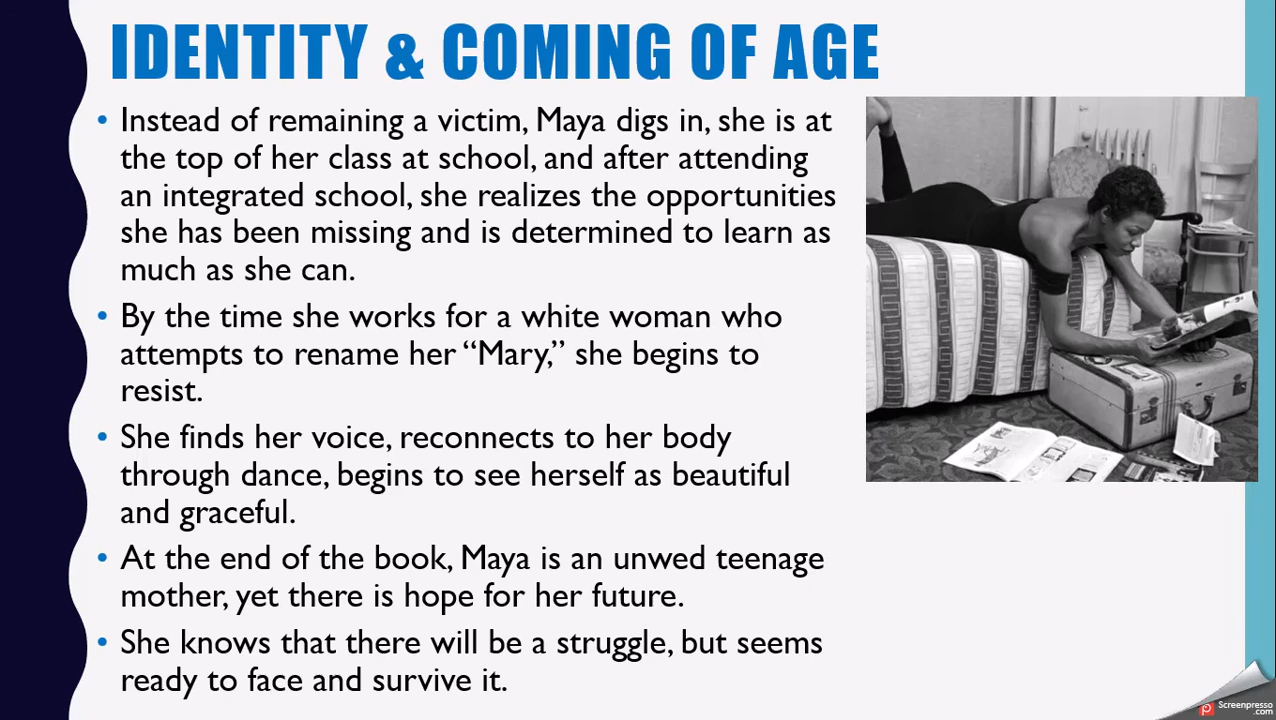 IDENTITY & COMING OF AGE
• Instead of remaining a victim, Maya digs in, she is at
the top of her class at school, and after attending
an integrated school, she realizes the opportunities
she has been missing and is determined to learn as
much as she can.
• By the time she works for a white woman who
attempts to rename her “Mary,” she begins to
resist.
• She finds her voice, reconnects to her body
through dance, begins to see herself as beautiful
and graceful.
• At the end of the book, Maya is an unwed teenage
mother, yet there is hope for her future.
• She knows that there will be a struggle, but seems
ready to face and survive it.
Screenpresso
.com